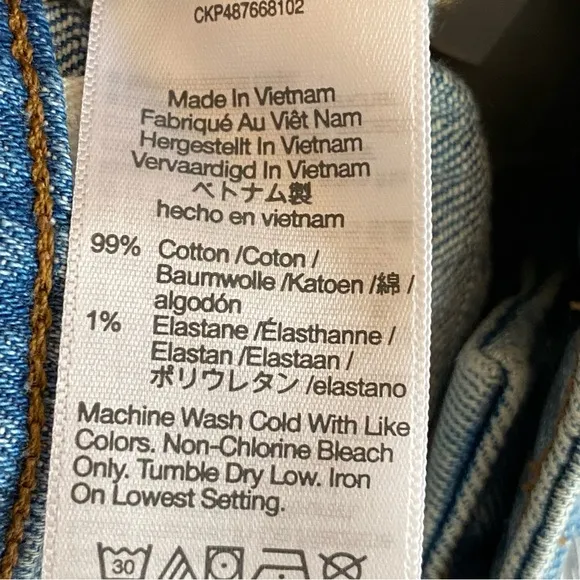 CKP487668102
Made In Vietnam
Fabriqué Au Viêt Nam
Hergestellt In Vietnam
Vervaardigd In Vietnam
ベトナム製
hecho en vietnam
99% Cotton /Coton /
Baumwolle /Katoen /綿 /
algodón
1% Elastane /Élasthanne /
Elastan /Elastaan /
ポリウレタン /elastano
Machine Wash Cold With Like
Colors. Non-Chlorine Bleach
Only. Tumble Dry Low. Iron
On Lowest Setting.
30